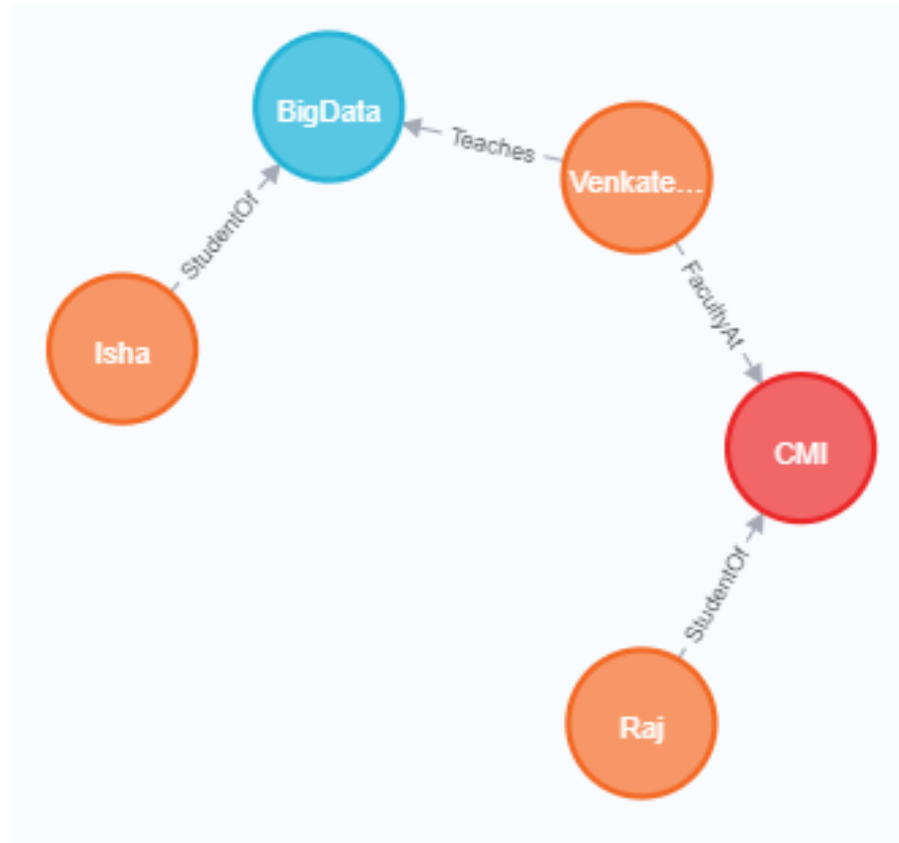 BigData
Teaches
Venkate...
StudentOf
FacultyAt
Isha
CMI
StudentOf
Raj